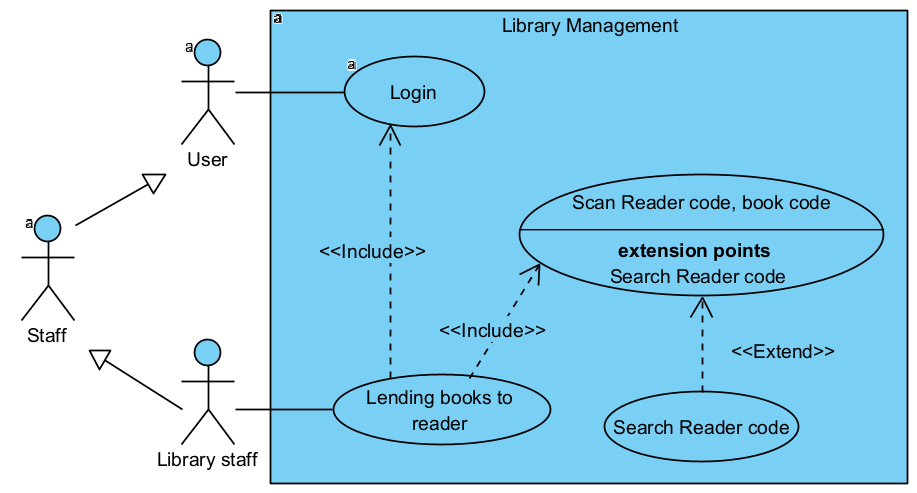 a
Library Management
a
User
a
Login
a
Staff
Scan Reader code, book code
extension points
Search Reader code
<<Include>>
<<Include>>
<<Extend>>
Library staff
Lending books to
reader
Search Reader code